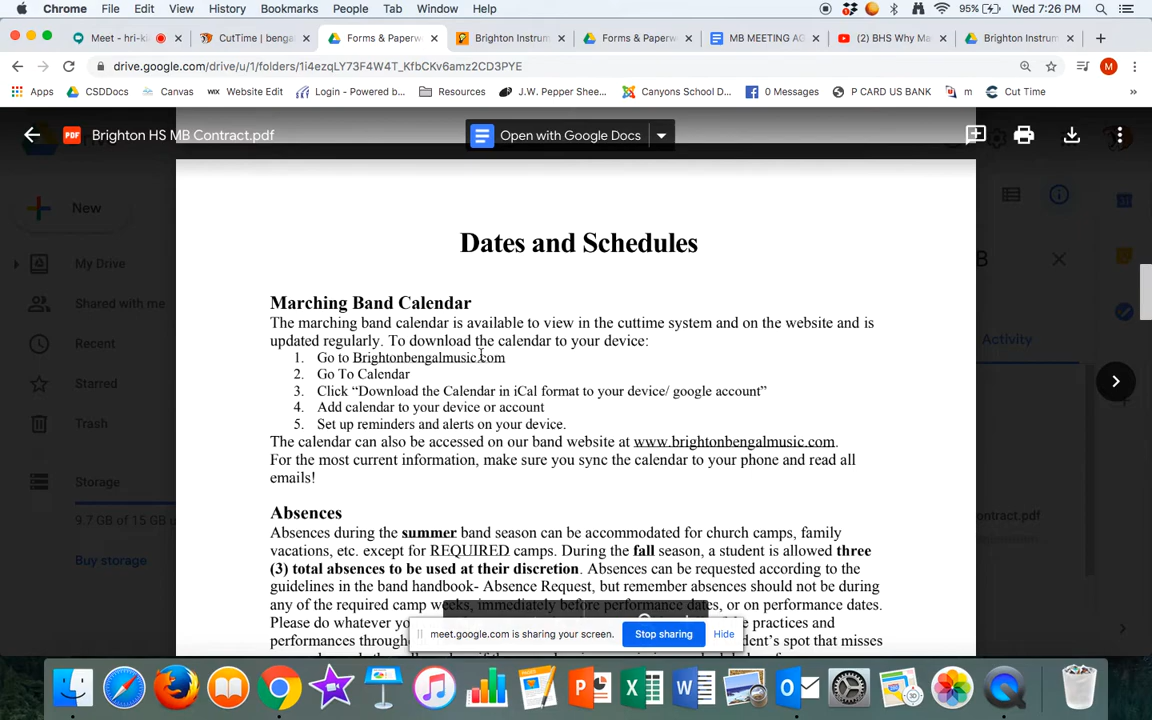 Chrome File Edit View History Bookmarks People Tab Window Help 95% Wed 7:26 PM
Meet - hri-k CutTime | benga Forms & Paperw Brighton Instrum Forms & Paperw MB MEETING AG (2) BHS Why Ma Brighton Instrum
drive.google.com/drive/u/1/folders/1i4ezqLY73F4W4T_KfbCKv6amz2CD3PYE M
Apps CSDDocs Canvas WIX Website Edit Login - Powered b... Resources J.W. Pepper Shee... Canyons School D... 0 Messages P CARD US BANK m Cut Time »
PDF Brighton HS MB Contract.pdf Open with Google Docs
New
My Drive
Shared with me
Recent
Starred
Trash
Storage
9.7 GB of 15 GB
Buy storage
B
Activity
ontract.pdf
Dates and Schedules
Marching Band Calendar
The marching band calendar is available to view in the cuttime system and on the website and is
updated regularly. To download the calendar to your device:
1. Go to Brightonbengalmusic.com
2. Go To Calendar
3. Click “Download the Calendar in iCal format to your device/ google account”
4. Add calendar to your device or account
5. Set up reminders and alerts on your device.
The calendar can also be accessed on our band website at www.brightonbengalmusic.com.
For the most current information, make sure you sync the calendar to your phone and read all
emails!
Absences
Absences during the summer band season can be accommodated for church camps, family
vacations, etc. except for REQUIRED camps. During the fall season, a student is allowed three
(3) total absences to be used at their discretion. Absences can be requested according to the
guidelines in the band handbook- Absence Request, but remember absences should not be during
any of the required camp weeks, immediately before performance dates, or on performance dates.
Please do whatever yo e practices and
performances through dent’s spot that misses
meet.google.com is sharing your screen. Stop sharing Hide